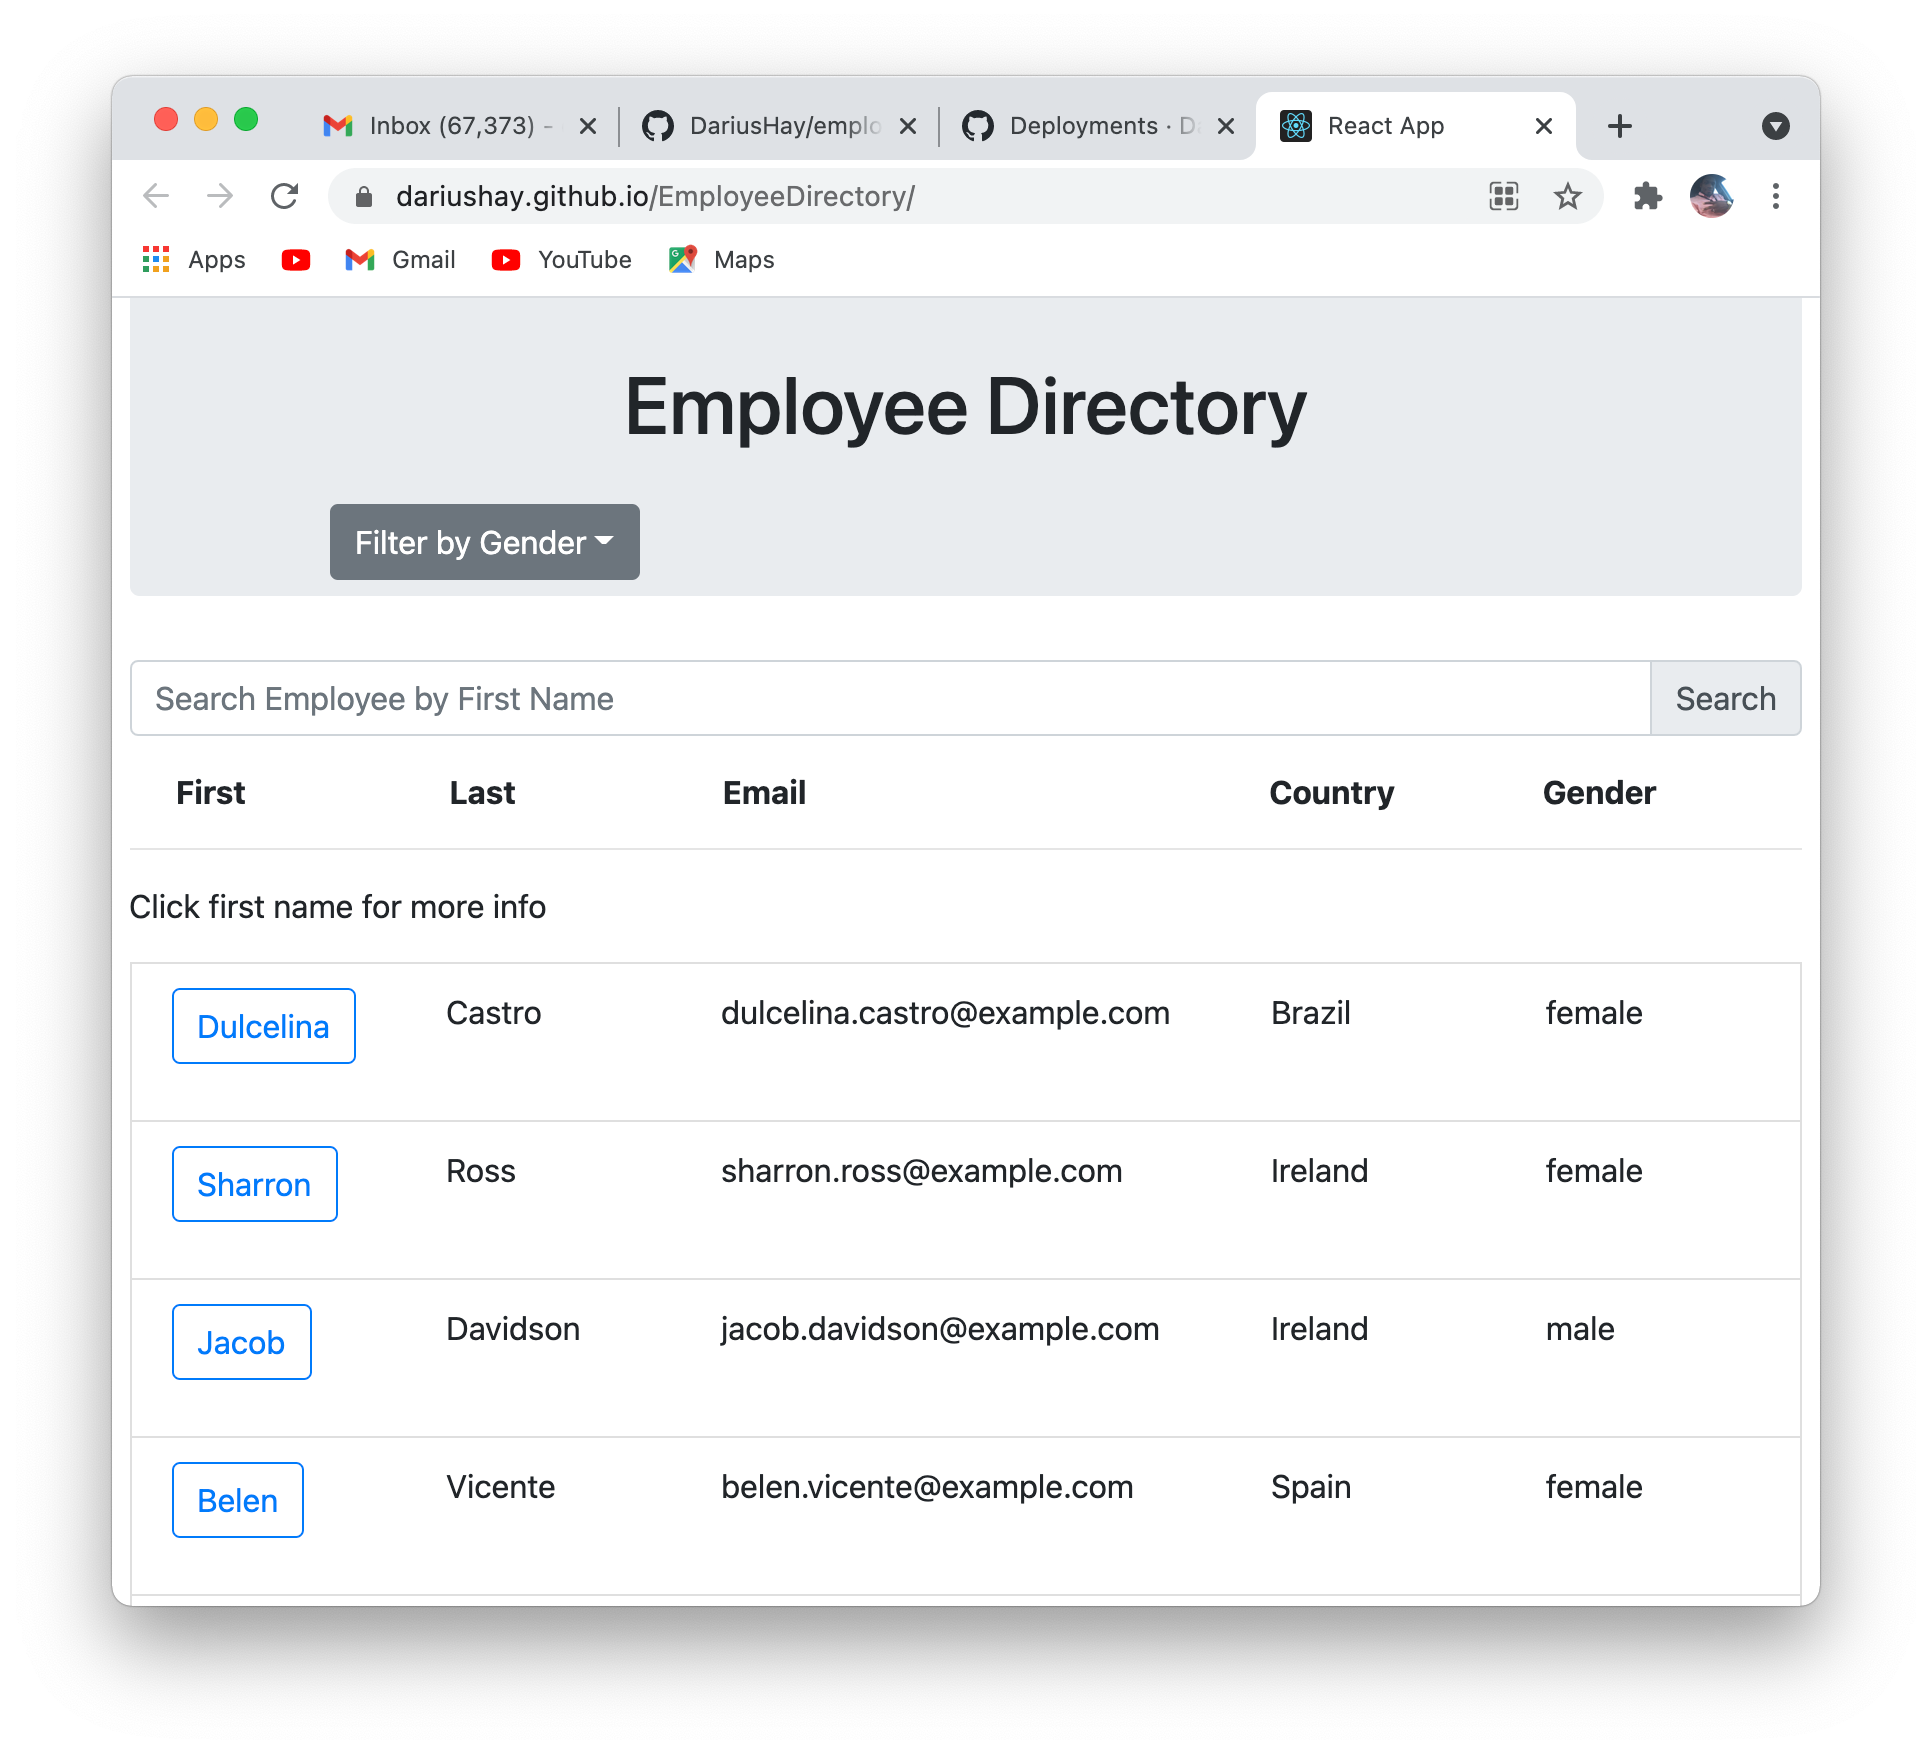 Inbox (67,373) -
DariusHay/emplo
Deployments · Da
React App
dariushay.github.io/EmployeeDirectory/
Apps
Gmail
YouTube
Maps
Employee Directory
Filter by Gender
Search Employee by First Name
Search
First Last Email Country Gender
Click first name for more info
Dulcelina Castro dulcelina.castro@example.com Brazil female
Sharron Ross sharron.ross@example.com Ireland female
Jacob Davidson jacob.davidson@example.com Ireland male
Belen Vicente belen.vicente@example.com Spain female